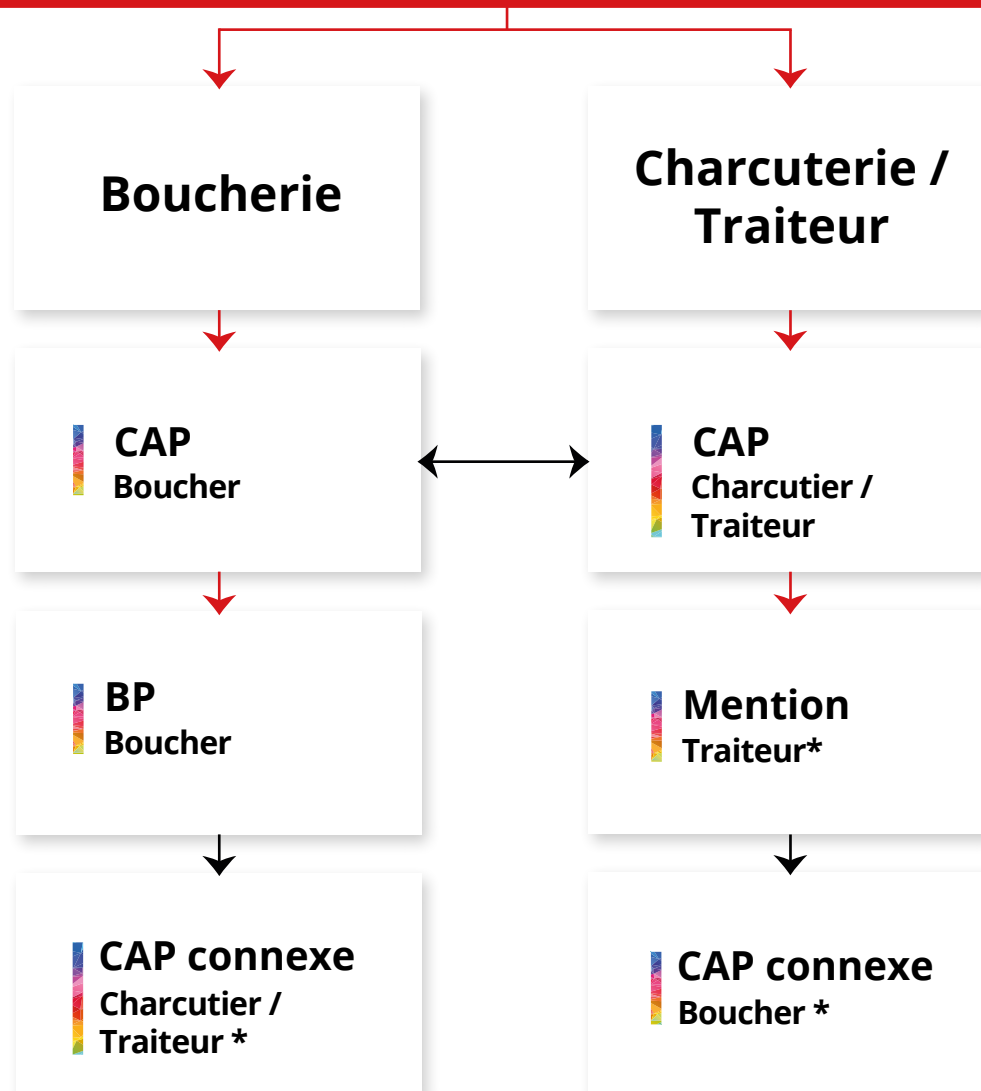 Boucherie
Charcuterie /
Traiteur
CAP
Boucher
CAP
Charcutier /
Traiteur
BP
Boucher
Mention
Traiteur*
CAP connexe
Charcutier /
Traiteur *
CAP connexe
Boucher *